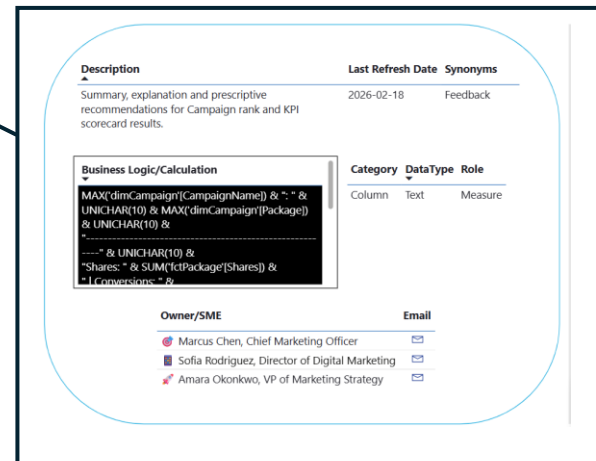 Description Last Refresh Date Synonyms
Summary, explanation and prescriptive 2026-02-18 Feedback
recommendations for Campaign rank and KPI
scorecard results.
Business Logic/Calculation
MAX('dimCampaign'[CampaignName]) & ": " &
UNICHAR(10) & MAX('dimCampaign'[Package])
& UNICHAR(10) &
"-------------------------------------------------------
----" & UNICHAR(10) &
"Shares: " & SUM('fctPackage'[Shares]) &
" | Conversions: " &
Category DataType Role
Column Text Measure
Owner/SME Email
Marcus Chen, Chief Marketing Officer
Sofia Rodriguez, Director of Digital Marketing
Amara Okonkwo, VP of Marketing Strategy